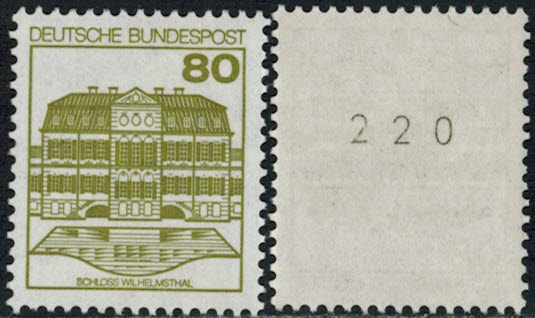 DEUTSCHE BUNDESPOST
80
SCHLOSS WILHELMSTHAL
220